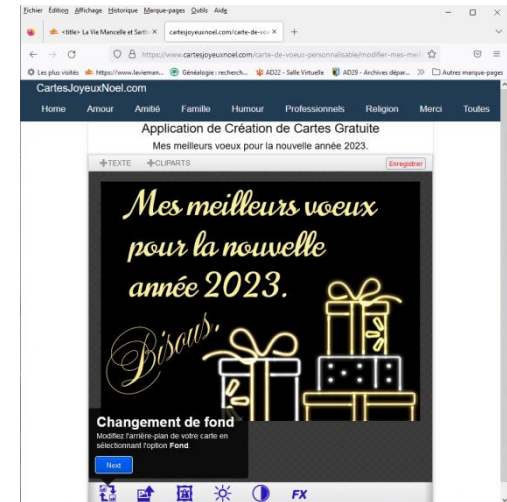 Fichier Édition Affichage Historique Marque-pages Outils Aide
<title> La Vie Mancelle et Sarth
cartesjoyeuxnoel.com/carte-de-vo
https://www.cartesjoyeuxnoel.com/carte-de-voeux-personnalisable/modifier-mes-meil
Les plus visités https://www.levieman... Généalogie : recherch... AD22 - Salle Virtuelle AD29 - Archives dépar... Autres marque-pages
CartesJoyeuxNoel.com
Home Amour Amitié Famille Humour Professionnels Religion Merci Toutes
Application de Création de Cartes Gratuite
Mes meilleurs voeux pour la nouvelle année 2023.
+TEXTE +CLIPARTS Enregistrer
Mes meilleurs voeux
pour la nouvelle
année 2023.
Bisous.
Changement de fond
Modifiez l'arrière-plan de votre carte en
sélectionnant l'option Fond.
Next
FX